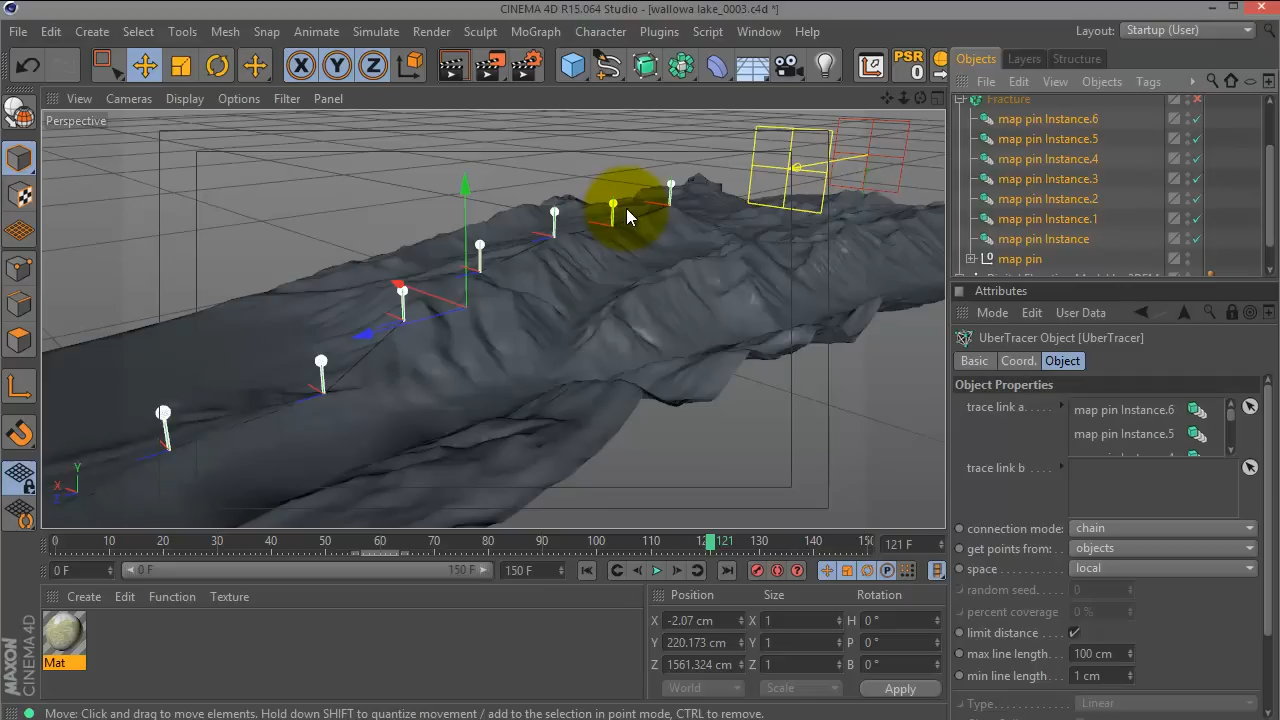 CINEMA 4D R15.064 Studio - [wallowa lake_0003.c4d *]
File Edit Create Select Tools Mesh Snap Animate Simulate Render Sculpt MoGraph Character Plugins Script Window Help
Layout: Startup (User)
X Y Z PSR 0
Objects Layers Structure
View Cameras Display Options Filter Panel
File Edit View Objects Tags
Perspective
Fracture
map pin Instance.6
map pin Instance.5
map pin Instance.4
map pin Instance.3
map pin Instance.2
map pin Instance.1
map pin Instance
map pin
Attributes
Mode Edit User Data
UberTracer Object [UberTracer]
Basic Coord. Object
Object Properties
trace link a
map pin Instance.6
map pin Instance.5
trace link b
connection mode: chain
get points from: objects
space local
random seed 0
percent coverage 0 %
limit distance
max line length 100 cm
min line length 1 cm
Type Linear
Y
X
Z
0 10 20 30 40 50 60 70 80 90 100 110 121 130 140 121 F
0 F 0 F 150 F 150 F
Create Edit Function Texture
Mat
Position Size Rotation
X -2.07 cm X 1 H 0 °
Y 220.173 cm Y 1 P 0 °
Z 1561.324 cm Z 1 B 0 °
World Scale Apply
MAXON CINEMA 4D
Move: Click and drag to move elements. Hold down SHIFT to quantize movement / add to the selection in point mode, CTRL to remove.